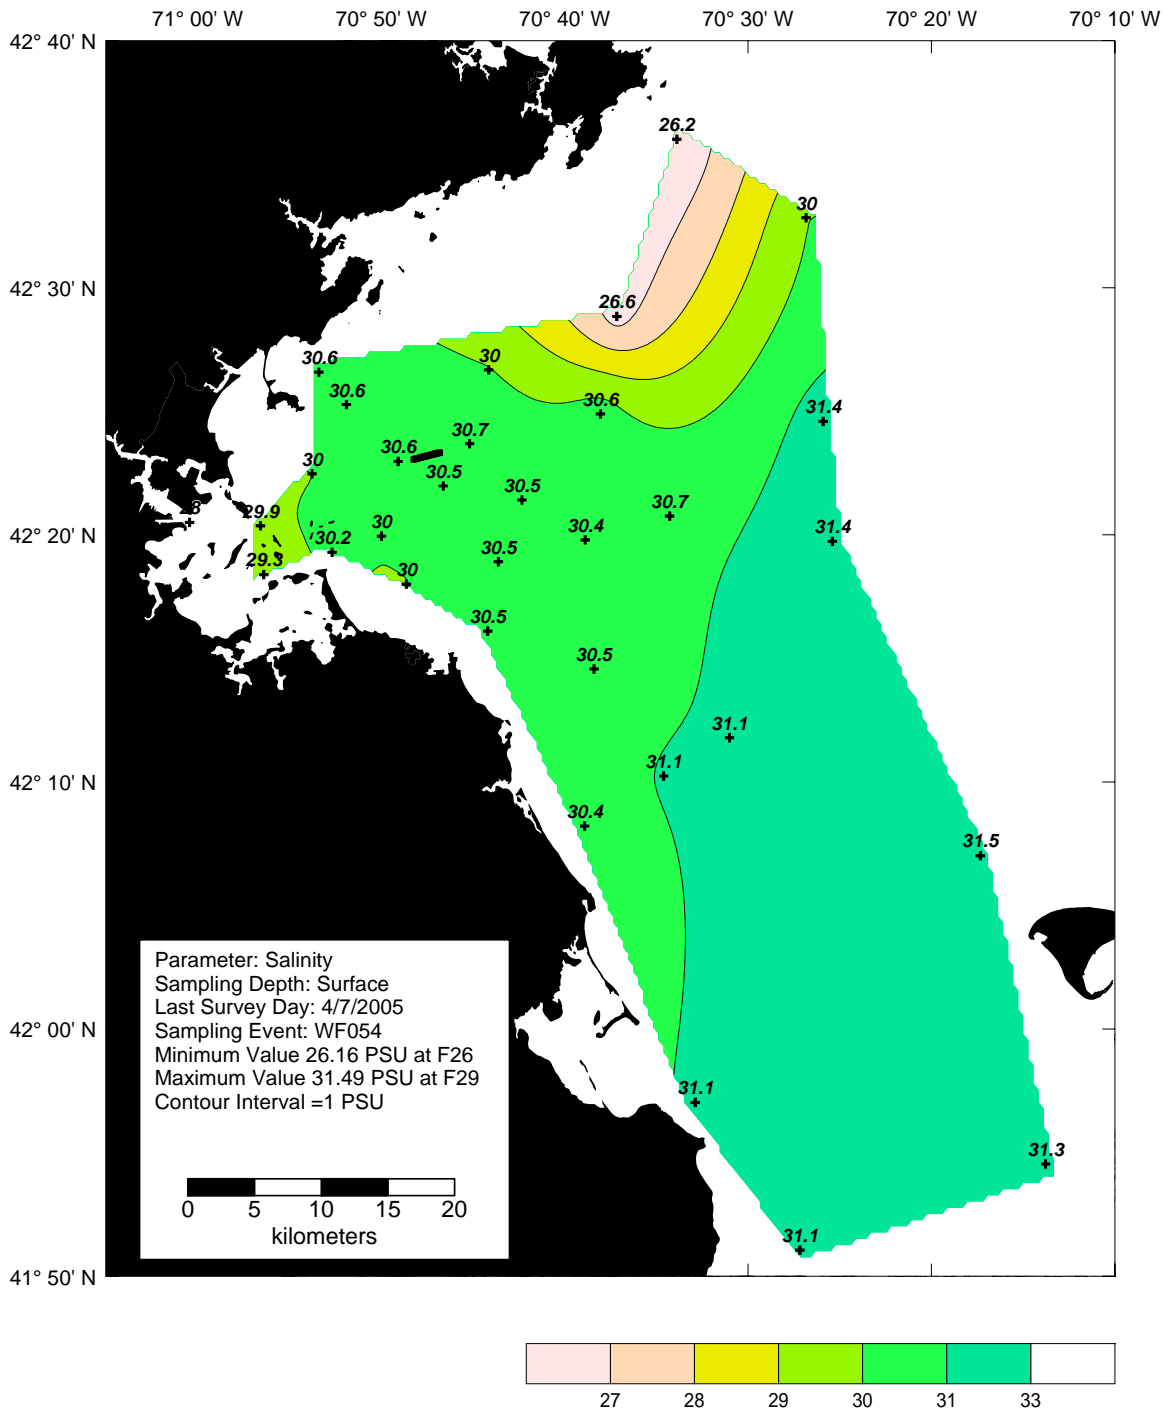 71° 00' W 70° 50' W 70° 40' W 70° 30' W 70° 20' W 70° 10' W
42° 40' N
26.2
30
42° 30' N
26.6
30.6
30
30.6
30.6
31.4
30.7
30.6
30
30.5
30.5
30.7
28
29.9
31.4
42° 20' N
30.2
30
30.4
30.5
29.3
30
30.5
30.5
31.1
31.1
42° 10' N
30.4
31.5
42° 00' N
31.1
31.3
31.1
41° 50' N
Parameter: Salinity
Sampling Depth: Surface
Last Survey Day: 4/7/2005
Sampling Event: WF054
Minimum Value 26.16 PSU at F26
Maximum Value 31.49 PSU at F29
Contour Interval =1 PSU
0 5 10 15 20
kilometers
27 28 29 30 31 33